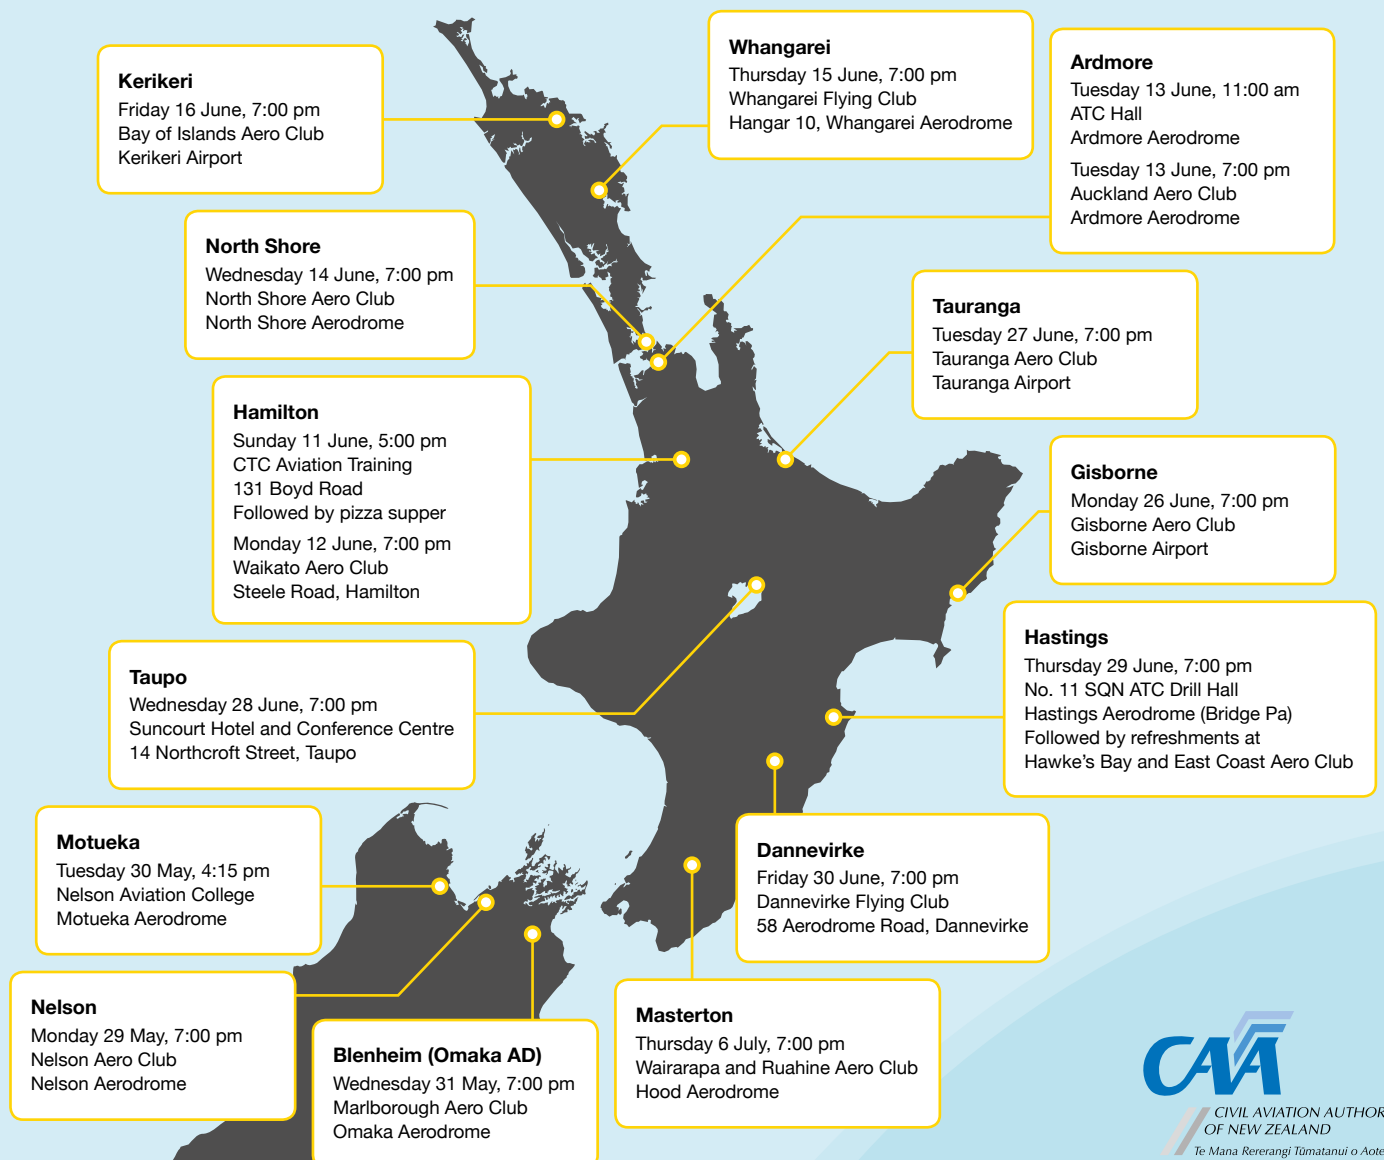 Kerikeri
Friday 16 June, 7:00 pm
Bay of Islands Aero Club
Kerikeri Airport
Whangarei
Thursday 15 June, 7:00 pm
Whangarei Flying Club
Hangar 10, Whangarei Aerodrome
Ardmore
Tuesday 13 June, 11:00 am
ATC Hall
Ardmore Aerodrome
Tuesday 13 June, 7:00 pm
Auckland Aero Club
Ardmore Aerodrome
North Shore
Wednesday 14 June, 7:00 pm
North Shore Aero Club
North Shore Aerodrome
Tauranga
Tuesday 27 June, 7:00 pm
Tauranga Aero Club
Tauranga Airport
Hamilton
Sunday 11 June, 5:00 pm
CTC Aviation Training
131 Boyd Road
Followed by pizza supper
Monday 12 June, 7:00 pm
Waikato Aero Club
Steele Road, Hamilton
Gisborne
Monday 26 June, 7:00 pm
Gisborne Aero Club
Gisborne Airport
Hastings
Thursday 29 June, 7:00 pm
No. 11 SQN ATC Drill Hall
Hastings Aerodrome (Bridge Pa)
Followed by refreshments at
Hawke's Bay and East Coast Aero Club
Taupo
Wednesday 28 June, 7:00 pm
Suncourt Hotel and Conference Centre
14 Northcroft Street, Taupo
Motueka
Tuesday 30 May, 4:15 pm
Nelson Aviation College
Motueka Aerodrome
Dannevirke
Friday 30 June, 7:00 pm
Dannevirke Flying Club
58 Aerodrome Road, Dannevirke
Nelson
Monday 29 May, 7:00 pm
Nelson Aero Club
Nelson Aerodrome
Blenheim (Omaka AD)
Wednesday 31 May, 7:00 pm
Marlborough Aero Club
Omaka Aerodrome
Masterton
Thursday 6 July, 7:00 pm
Wairarapa and Ruahine Aero Club
Hood Aerodrome
CAA
CIVIL AVIATION AUTHOR
OF NEW ZEALAND
Te Mana Rererangi Tūmatanui o Aote